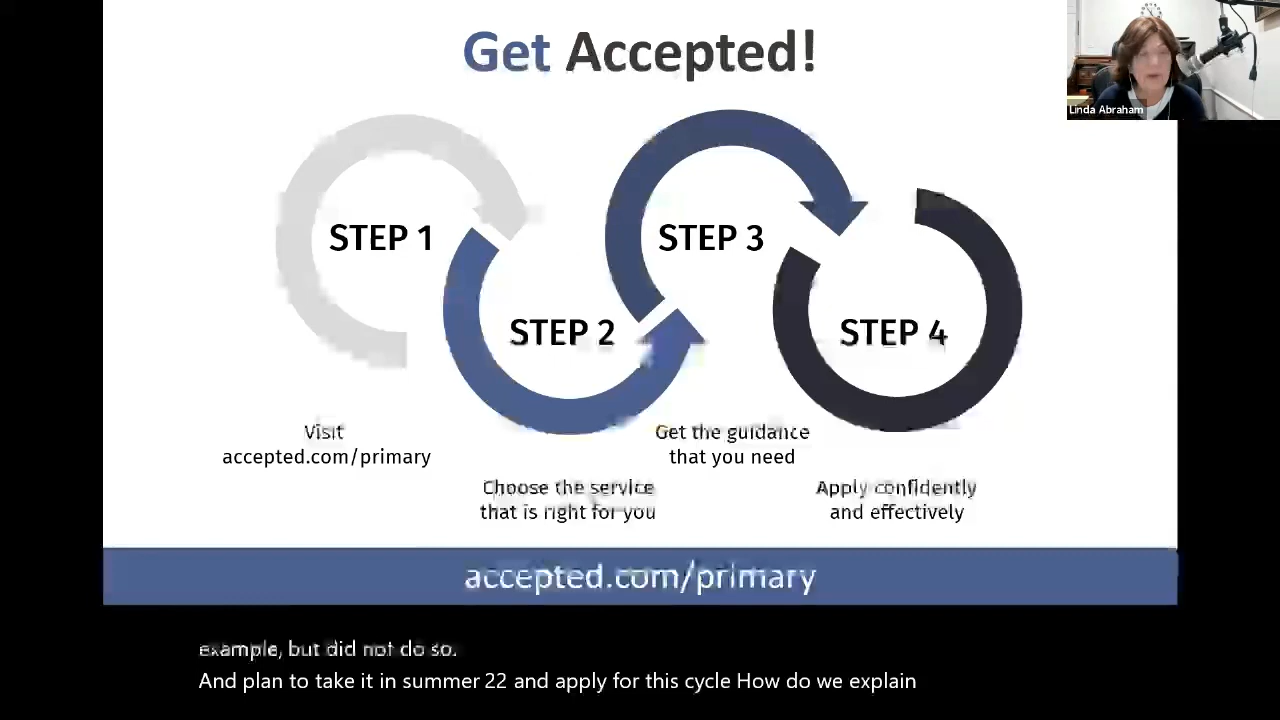 Get Accepted!
Linda Abraham
STEP 1
STEP 2
STEP 3
STEP 4
Visit
accepted.com/primary
Choose the service
that is right for you
Get the guidance
that you need
Apply confidently
and effectively
accepted.com/primary
example, but did not do so.
And plan to take it in summer 22 and apply for this cycle How do we explain